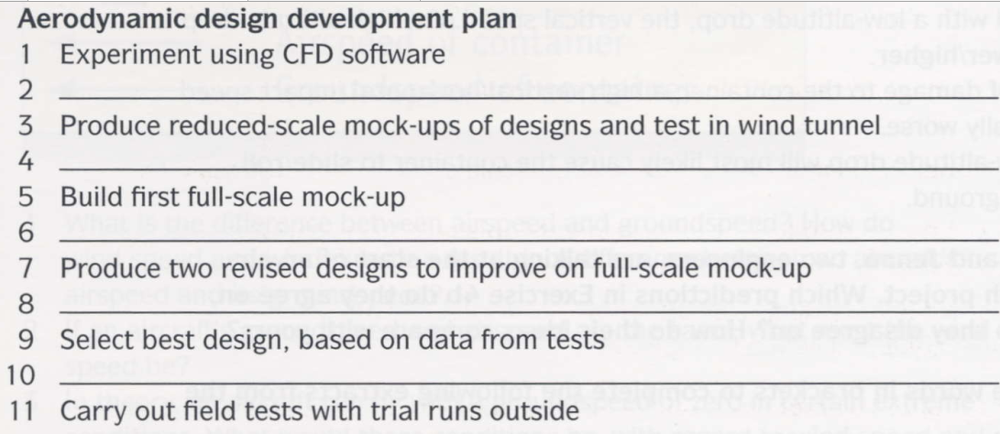 Aerodynamic design development plan
1 Experiment using CFD software
2
3 Produce reduced-scale mock-ups of designs and test in wind tunnel
4
5 Build first full-scale mock-up
6
7 Produce two revised designs to improve on full-scale mock-up
8
9 Select best design, based on data from tests
10
11 Carry out field tests with trial runs outside